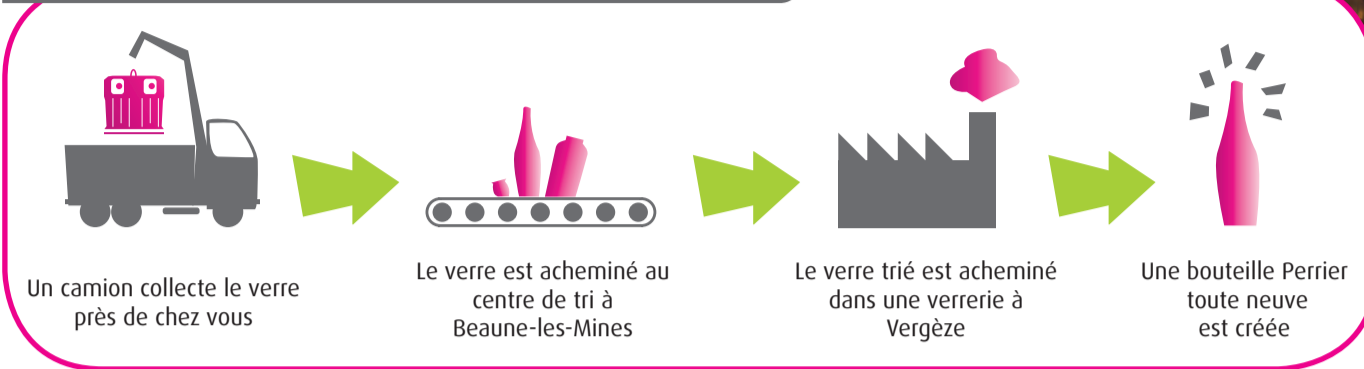 Un camion collecte le verre
près de chez vous
Le verre est acheminé au
centre de tri à
Beaune-les-Mines
Le verre trié est acheminé
dans une verrerie à
Vergèze
Une bouteille Perrier
toute neuve
est créée